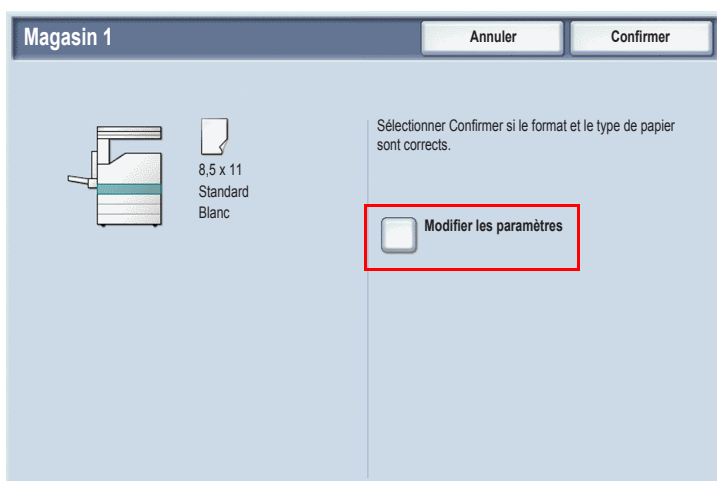 Magasin 1
Annuler
Confirmer
8,5 x 11
Standard
Blanc
Sélectionner Confirmer si le format et le type de papier
sont corrects.
Modifier les paramètres